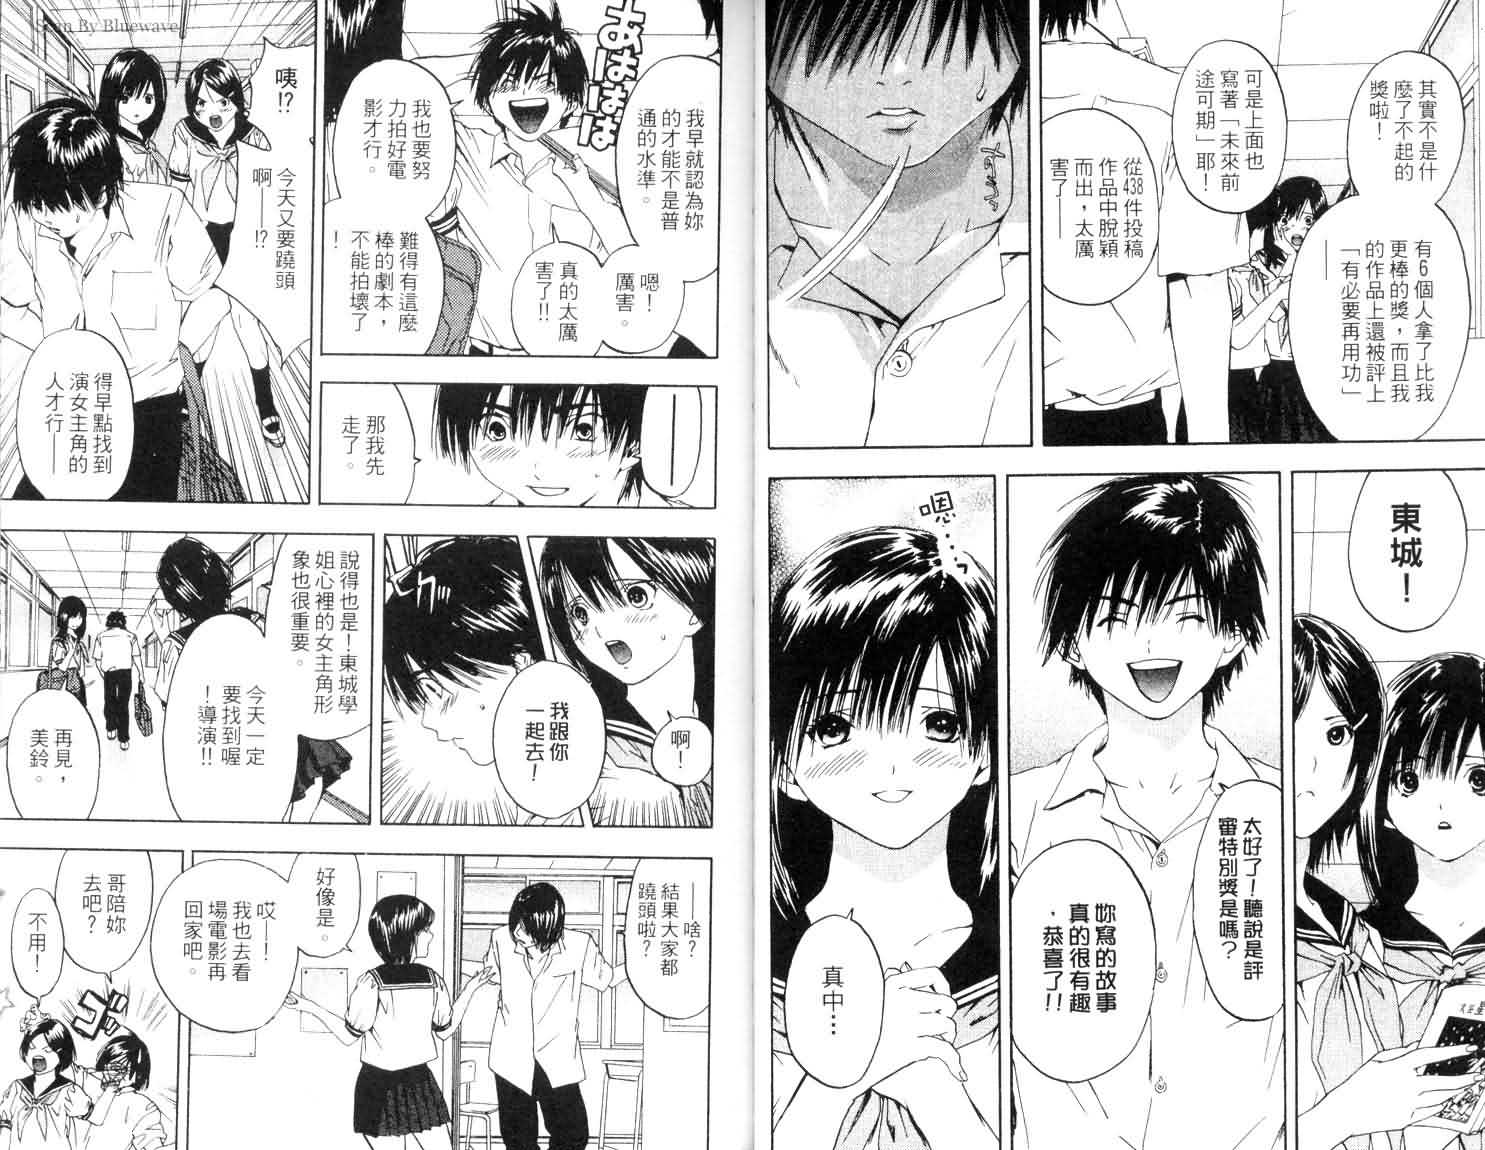 其實不是什
麼了不起的
獎啦！
有6個人拿了比我
更棒的獎，而且我
的作品上還被評上
「有必要再用功」
——
可是上面也
寫著「未來前
途可期」耶！
從438件投稿
作品中脫穎
而出，太厲
害了——
東城！
太好了！聽說是評
審特別獎是嗎？
妳寫的故事
真的很有趣
，恭喜了!!
嗯…．っ
真中…
我早就認為妳
的才能不是普
通的水準。
あははは
嗯！
厲害。
真的太厲
害了!!
我也要努
力拍好電
影才行。
難得有這麼
棒的劇本，
不能拍壞了
！
咦!?
今天又要蹺頭
啊——!?
得早點找到
演女主角的
人才行——
——
那我先
走了。
啊！
我跟你
一起去！
說得也是！東城學
姐心裡的女主角形
象也很重要。
今天一定
要找到喔
！導演!!
再見，
美鈴。
——啥？
結果大家都
蹺頭啦？
好像是。
哎—！
我也去看
場電影再
回家吧。
哥陪妳
去吧？
不用！
ゴッ
Scan By Bluewave